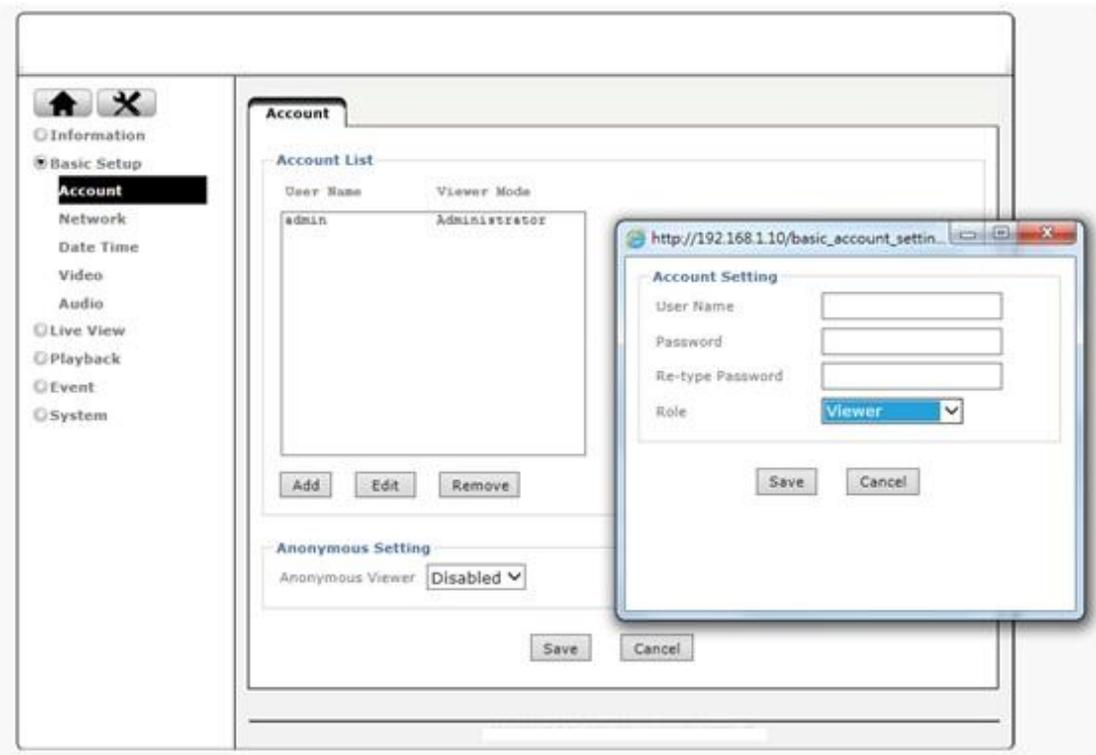 Account
Information
Basic Setup
Account
Network
Date Time
Video
Audio
Live View
Playback
Event
System
Account List
User Name Viewer Mode
admin Administrator
Add Edit Remove
Anonymous Setting
Anonymous Viewer Disabled
Save Cancel
http://192.168.1.10/basic_account_settin...
Account Setting
User Name
Password
Re-type Password
Role Viewer
Save Cancel